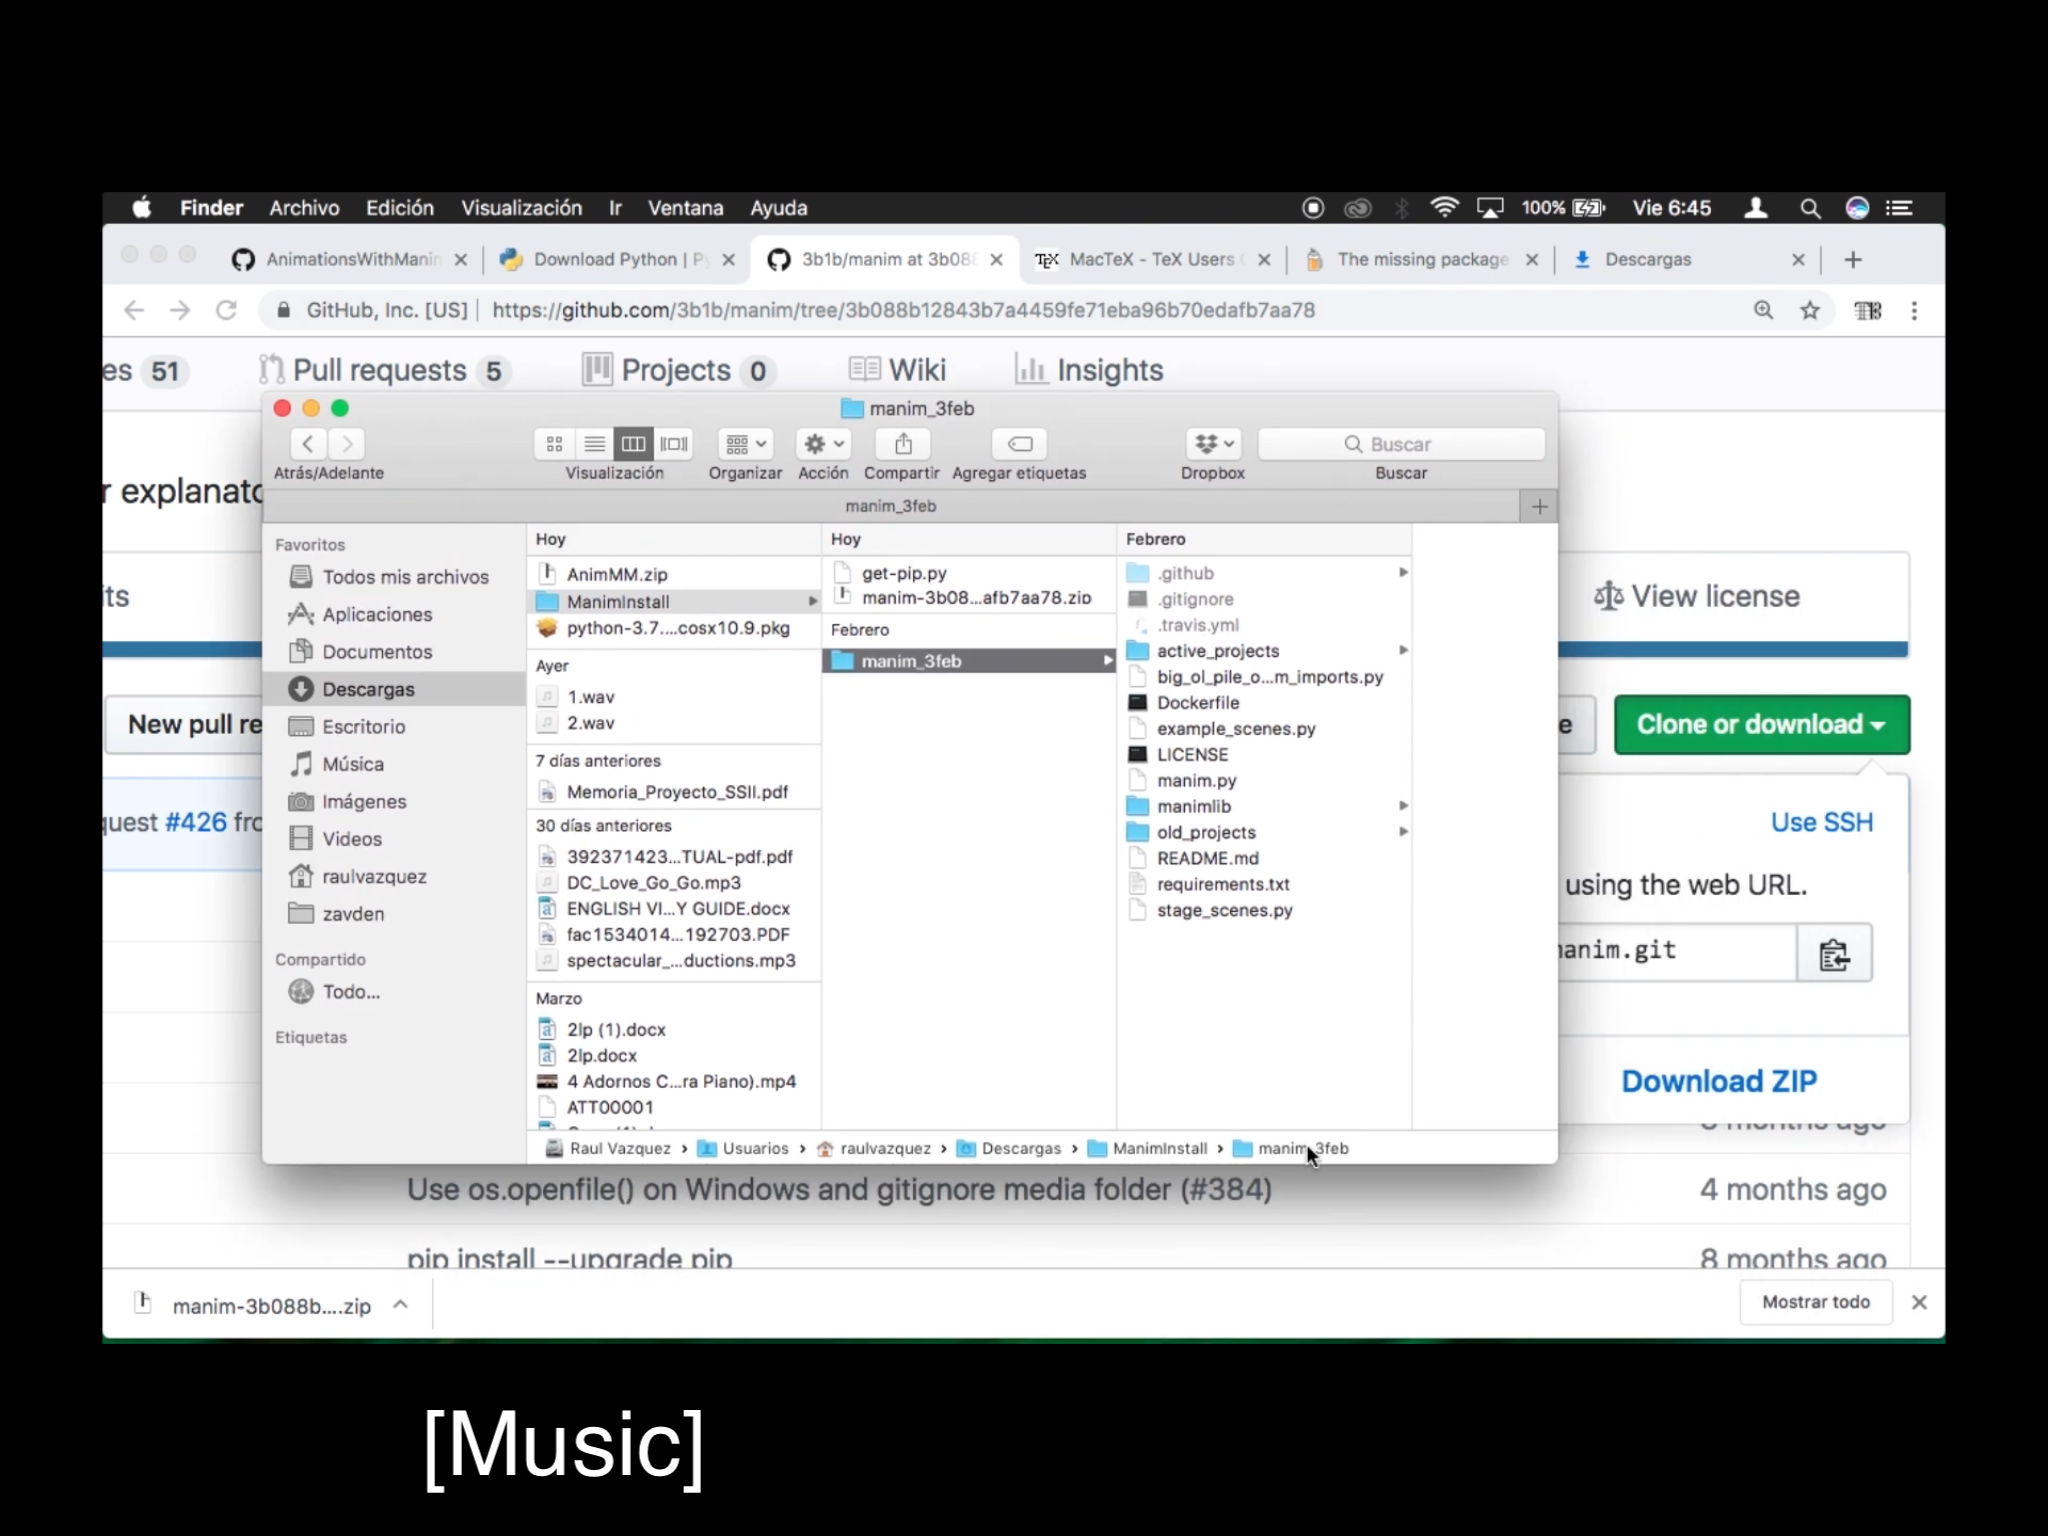 Finder Archivo Edición Visualización Ir Ventana Ayuda 100% Vie 6:45
AnimationsWithManim Download Python | Py 3b1b/manim at 3b088 MacTeX - TeX Users The missing package Descargas
GitHub, Inc. [US] https://github.com/3b1b/manim/tree/3b088b12843b7a4459fe71eba96b70edafb7aa78
es 51 Pull requests 5 Projects 0 Wiki Insights
manim_3feb
Buscar
Atrás/Adelante Visualización Organizar Acción Compartir Agregar etiquetas Dropbox Buscar
r explanato
manim_3feb
Favoritos
Todos mis archivos
Aplicaciones
Documentos
Descargas
Escritorio
Música
Imágenes
Videos
raulvazquez
zavden
Compartido
Todo...
Etiquetas
Hoy
AnimMM.zip
ManimInstall
python-3.7....cosx10.9.pkg
Ayer
1.wav
2.wav
7 días anteriores
Memoria_Proyecto_SSII.pdf
30 días anteriores
392371423...TUAL-pdf.pdf
DC_Love_Go_Go.mp3
ENGLISH VI...Y GUIDE.docx
fac1534014...192703.PDF
spectacular_...ductions.mp3
Marzo
2lp (1).docx
2lp.docx
4 Adornos C...ra Piano).mp4
ATT00001
Hoy
get-pip.py
manim-3b08...afb7aa78.zip
Febrero
manim_3feb
Febrero
.github
.gitignore
.travis.yml
active_projects
big_ol_pile_o...m_imports.py
Dockerfile
example_scenes.py
LICENSE
manim.py
manimlib
old_projects
README.md
requirements.txt
stage_scenes.py
Raul Vazquez › Usuarios › raulvazquez › Descargas › ManimInstall › manim_3feb
its
View license
New pull re
e
Clone or download
quest #426 fro
Use SSH
using the web URL.
manim.git
Download ZIP
months ago
Use os.openfile() on Windows and gitignore media folder (#384) 4 months ago
pip install --upgrade pip 8 months ago
manim-3b088b....zip
Mostrar todo
[Music]